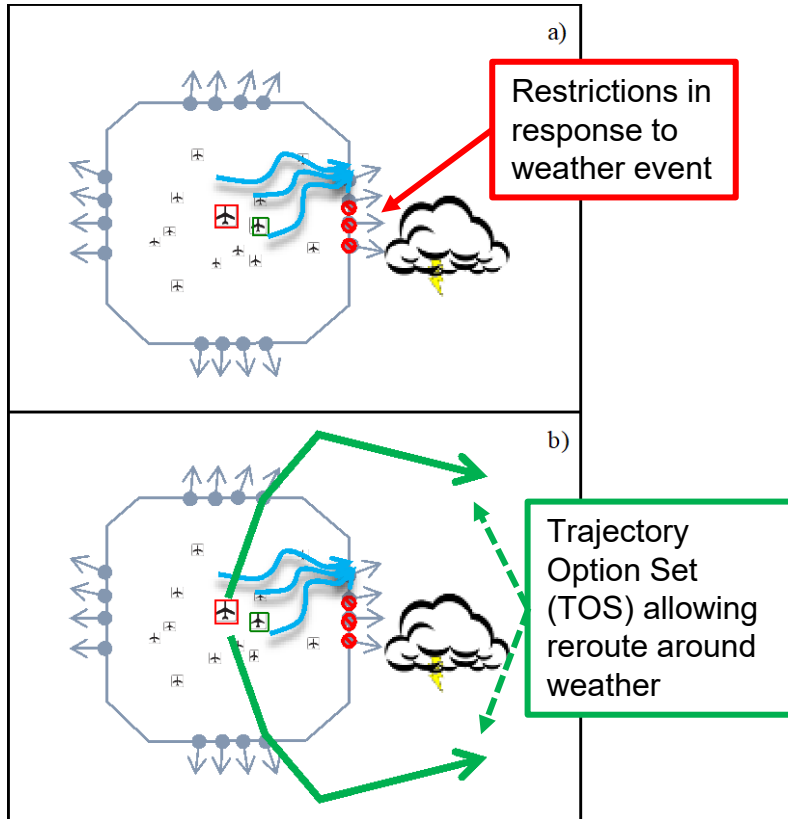 a)
Restrictions in
response to
weather event
b)
Trajectory
Option Set
(TOS) allowing
reroute around
weather